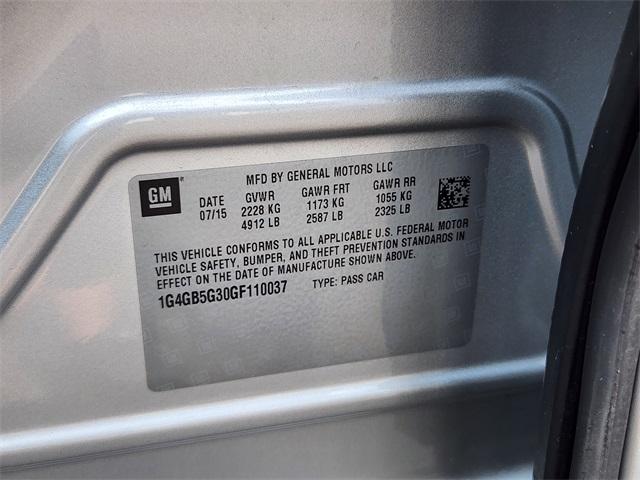 MFD BY GENERAL MOTORS LLC
GM
DATE GVWR GAWR FRT GAWR RR
07/15 2228 KG 1173 KG 1055 KG
4912 LB 2587 LB 2325 LB
THIS VEHICLE CONFORMS TO ALL APPLICABLE U.S. FEDERAL MOTOR
VEHICLE SAFETY, BUMPER, AND THEFT PREVENTION STANDARDS IN
EFFECT ON THE DATE OF MANUFACTURE SHOWN ABOVE.
1G4GB5G30GF110037 TYPE: PASS CAR